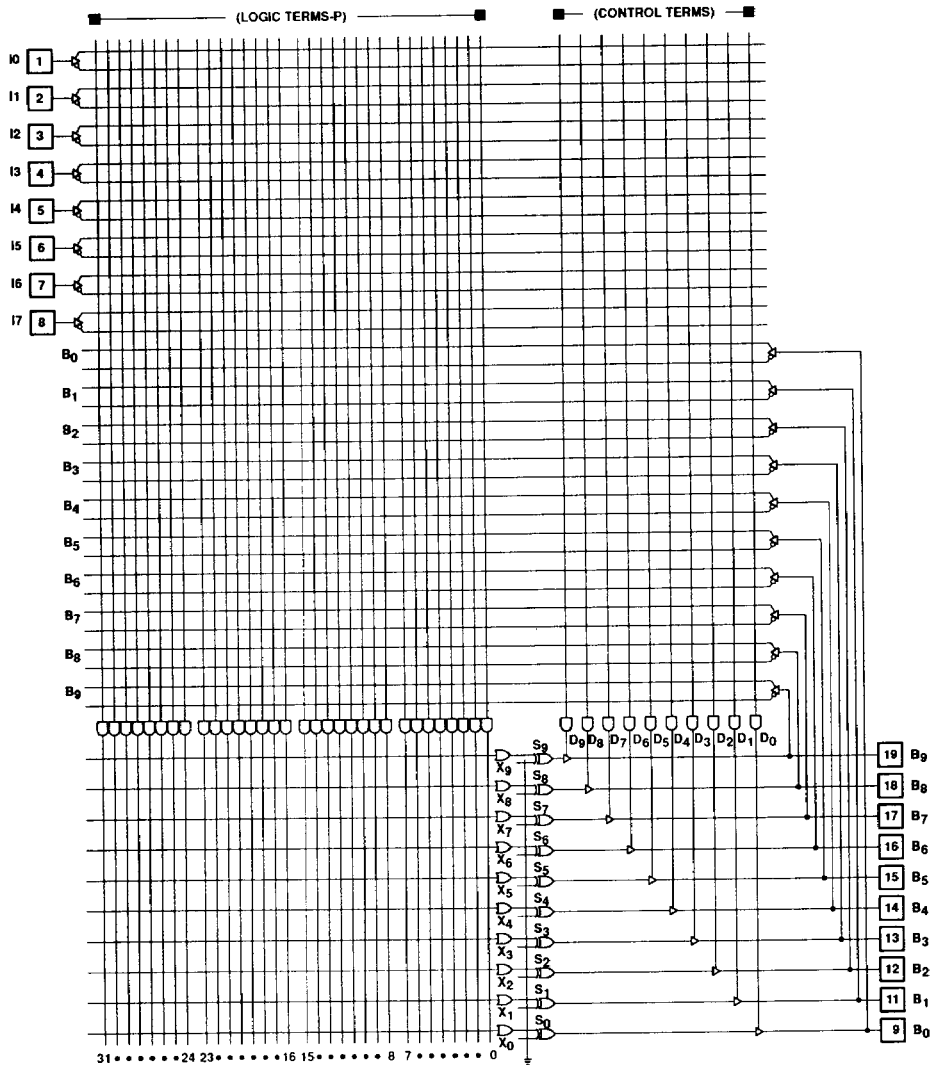 (LOGIC TERMS-P) (CONTROL TERMS)
I0 1
I1 2
I2 3
I3 4
I4 5
I5 6
I6 7
I7 8
B0
B1
B2
B3
B4
B5
B6
B7
B8
B9
D9 D8 D7 D6 D5 D4 D3 D2 D1 D0
X9 S9 19 B9
X8 S8 18 B8
X7 S7 17 B7
X6 S6 16 B6
X5 S5 15 B5
X4 S4 14 B4
X3 S3 13 B3
X2 S2 12 B2
X1 S1 11 B1
X0 S0 9 B0
31 24 23 16 15 8 7 0